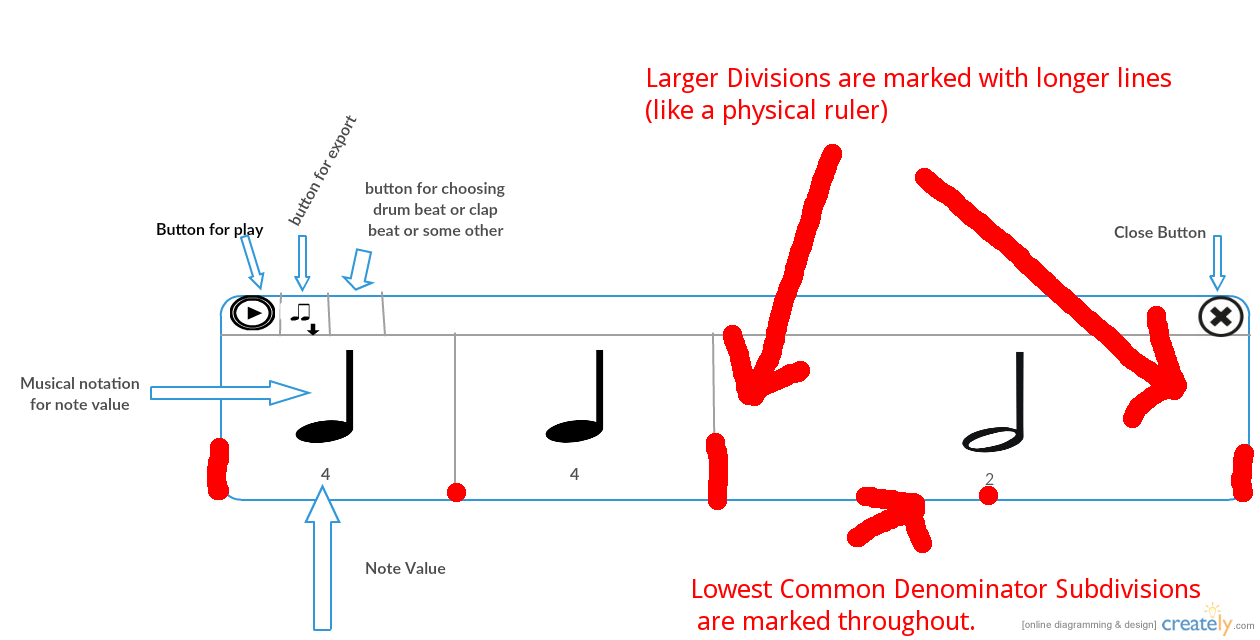 Larger Divisions are marked with longer lines
(like a physical ruler)
button for export
button for choosing
drum beat or clap
beat or some other
Button for play
Close Button
Musical notation
for note value
4
4
2
Note Value
Lowest Common Denominator Subdivisions
are marked throughout.
[online diagramming & design] creately.com